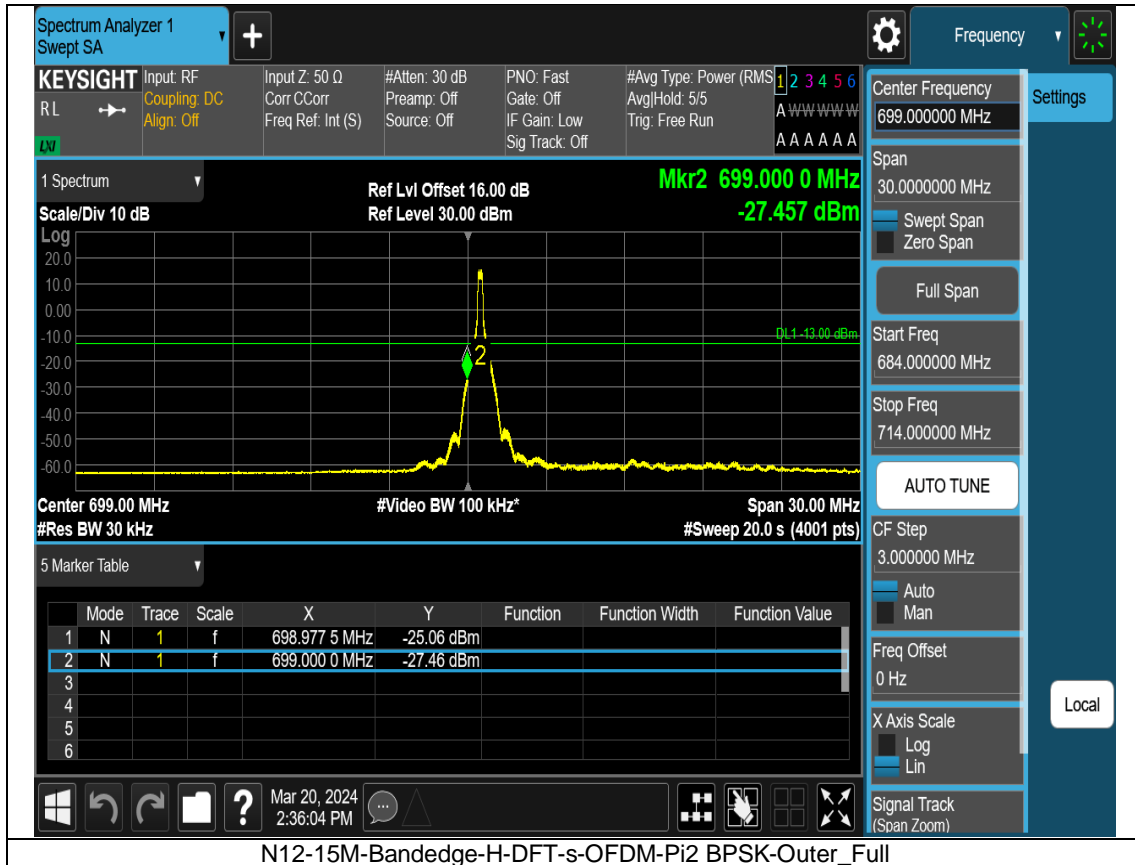 Spectrum Analyzer 1
Swept SA
Frequency
KEYSIGHT
R L
LXI
Input: RF
Coupling: DC
Align: Off
Input Z: 50 Ω
Corr CCorr
Freq Ref: Int (S)
#Atten: 30 dB
Preamp: Off
Source: Off
PNO: Fast
Gate: Off
IF Gain: Low
Sig Track: Off
#Avg Type: Power (RMS
Avg|Hold: 5/5
Trig: Free Run
1 2 3 4 5 6
A W W W W W
A A A A A A
1 Spectrum
Scale/Div 10 dB
Ref Lvl Offset 16.00 dB
Ref Level 30.00 dBm
Mkr2 699.000 0 MHz
-27.457 dBm
Log
20.0
10.0
0.00
-10.0
-20.0
-30.0
-40.0
-50.0
-60.0
DL1 -13.00 dBm
2
Center 699.00 MHz
#Video BW 100 kHz*
Span 30.00 MHz
#Res BW 30 kHz
#Sweep 20.0 s (4001 pts)
5 Marker Table
Mode Trace Scale X Y Function Function Width Function Value
1 N 1 f 698.977 5 MHz -25.06 dBm
2 N 1 f 699.000 0 MHz -27.46 dBm
3
4
5
6
Center Frequency
699.000000 MHz
Settings
Span
30.0000000 MHz
Swept Span
Zero Span
Full Span
Start Freq
684.000000 MHz
Stop Freq
714.000000 MHz
AUTO TUNE
CF Step
3.000000 MHz
Auto
Man
Freq Offset
0 Hz
X Axis Scale
Log
Lin
Signal Track
(Span Zoom)
Local
?
Mar 20, 2024
2:36:04 PM
N12-15M-Bandedge-H-DFT-s-OFDM-Pi2 BPSK-Outer_Full